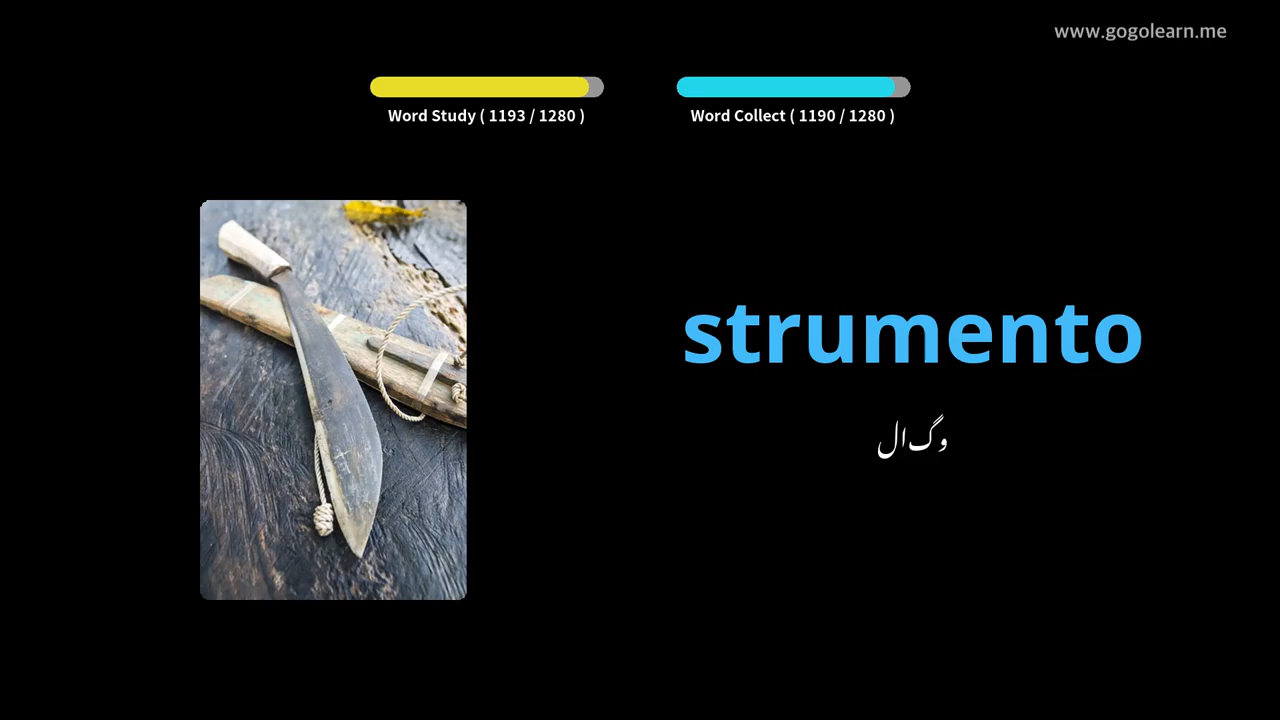 www.gogolearn.me
Word Study ( 1193 / 1280 )
Word Collect ( 1190 / 1280 )
strumento
وگ‌ال